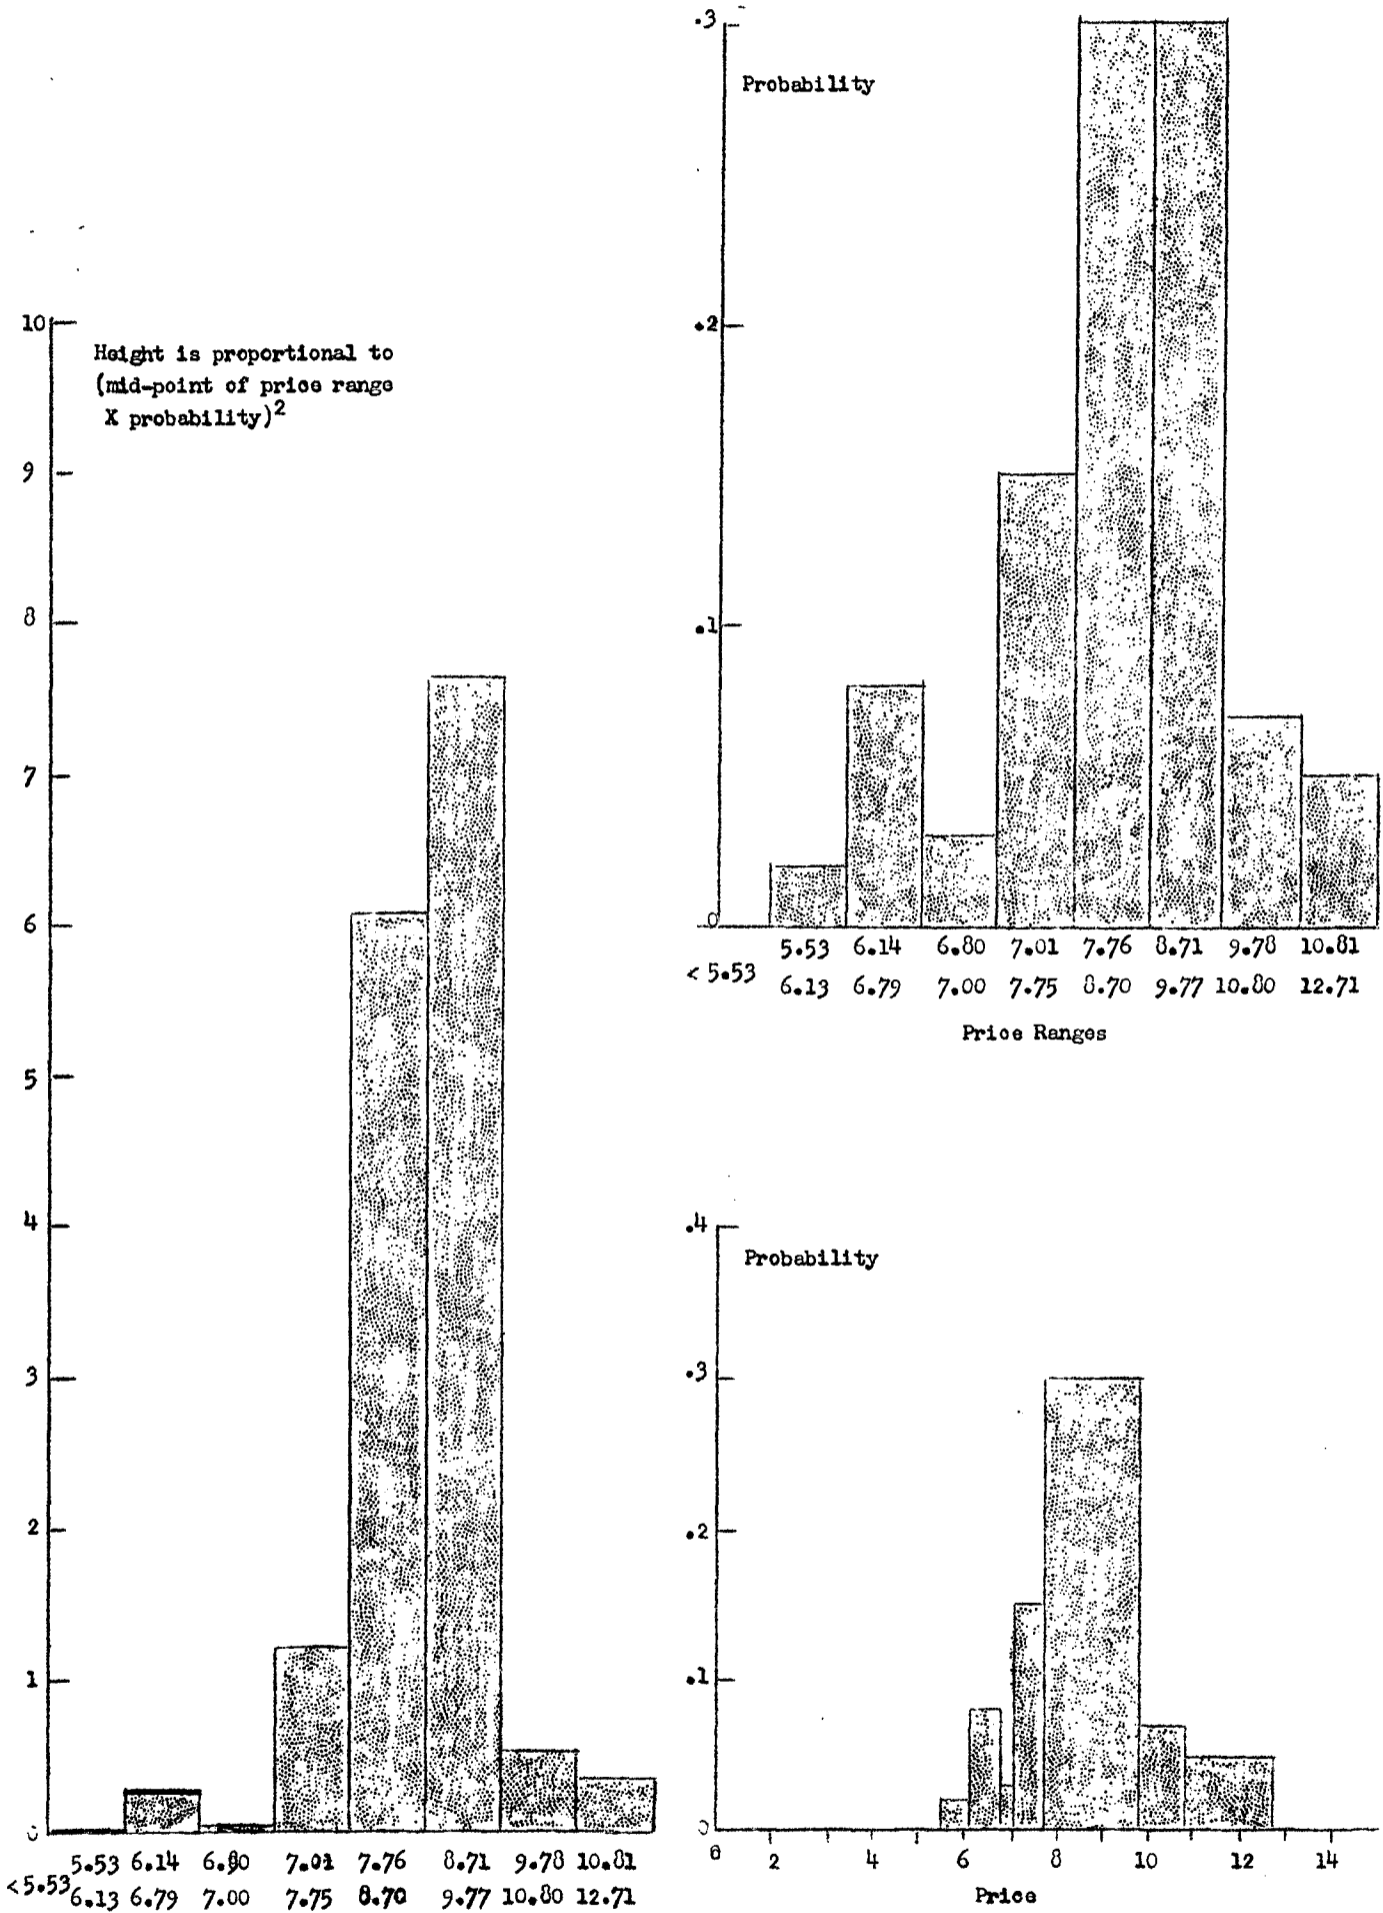 10
Height is proportional to
(mid-point of price range
X probability)2
9
8
7
6
5
4
3
2
1
0
5.53 6.14 6.80 7.01 7.76 8.71 9.78 10.81
<5.53
6.13 6.79 7.00 7.75 8.70 9.77 10.80 12.71
.3
Probability
.2
.1
0
5.53 6.14 6.80 7.01 7.76 8.71 9.78 10.81
<5.53
6.13 6.79 7.00 7.75 8.70 9.77 10.80 12.71
Price Ranges
.4
Probability
.3
.2
.1
0
0 2 4 6 8 10 12 14
Price